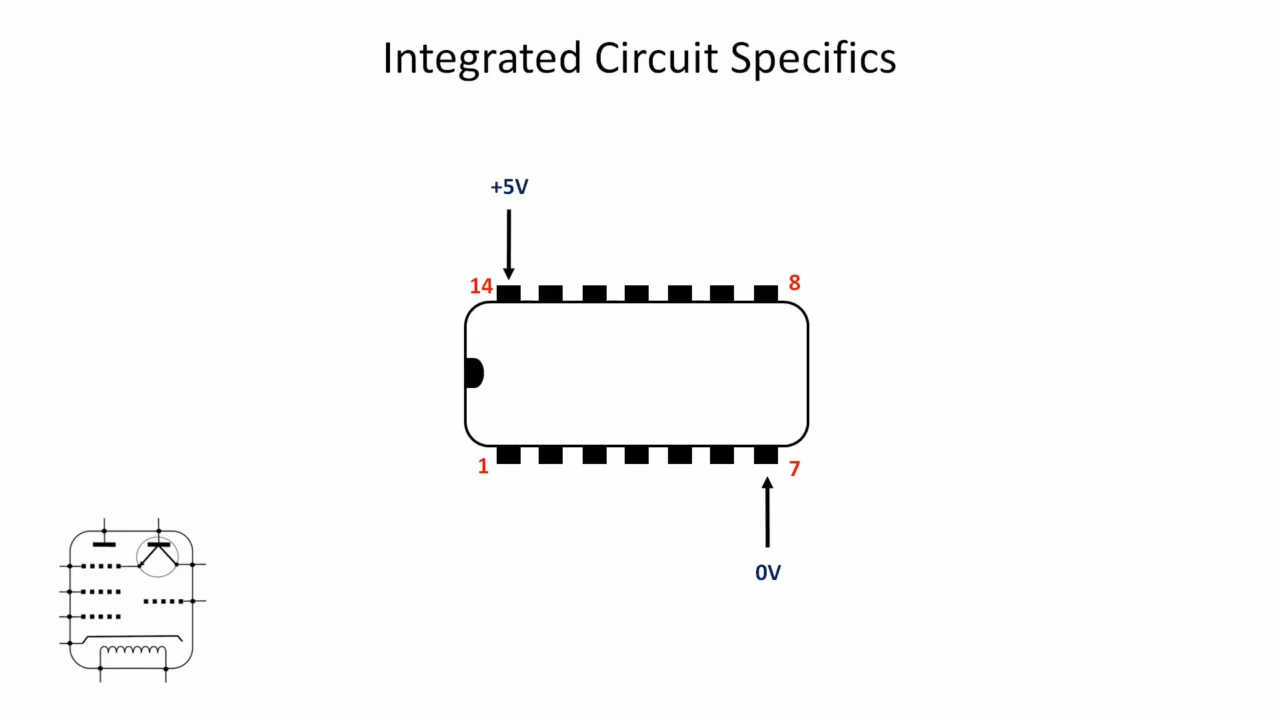 Integrated Circuit Specifics
+5V
14
8
1
7
0V